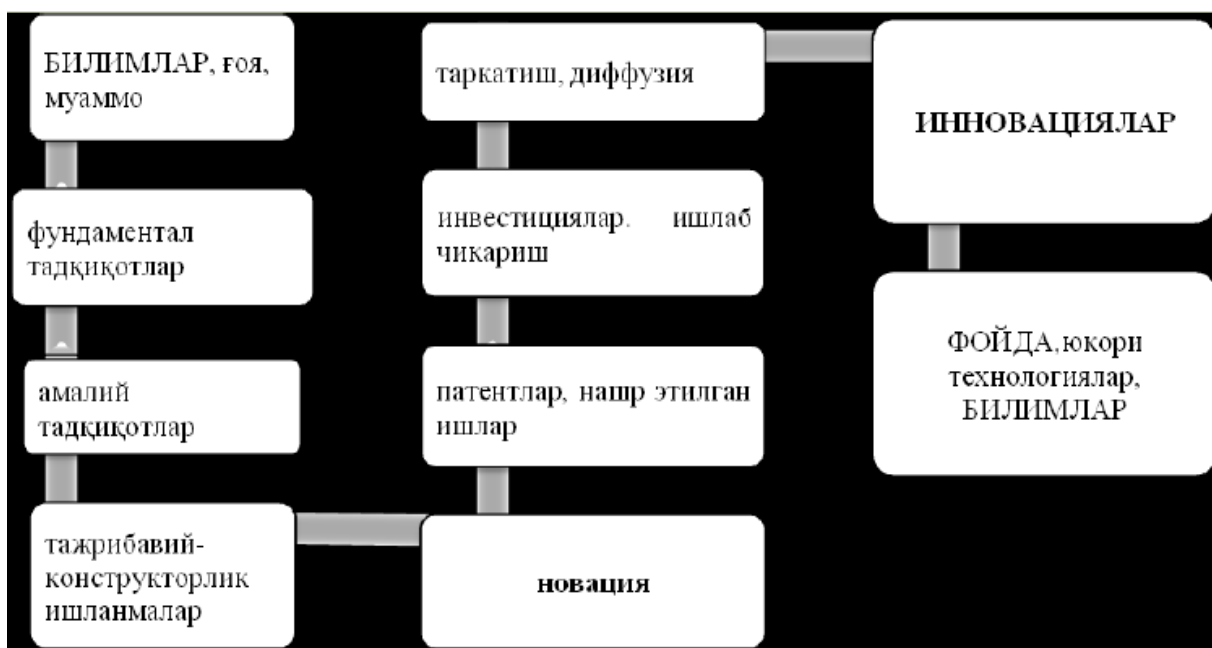 БИЛИМЛАР, ғоя,
муаммо
фундаментал
тадқиқотлар
амалий
тадқиқотлар
тажрибавий-
конструкторлик
ишланмалар
новация
патентлар, нашр этилган
ишлар
инвестициялар. ишлаб
чикариш
таркатиш, диффузия
ИННОВАЦИЯЛАР
ФОЙДА,юкори
технологиялар,
БИЛИМЛАР